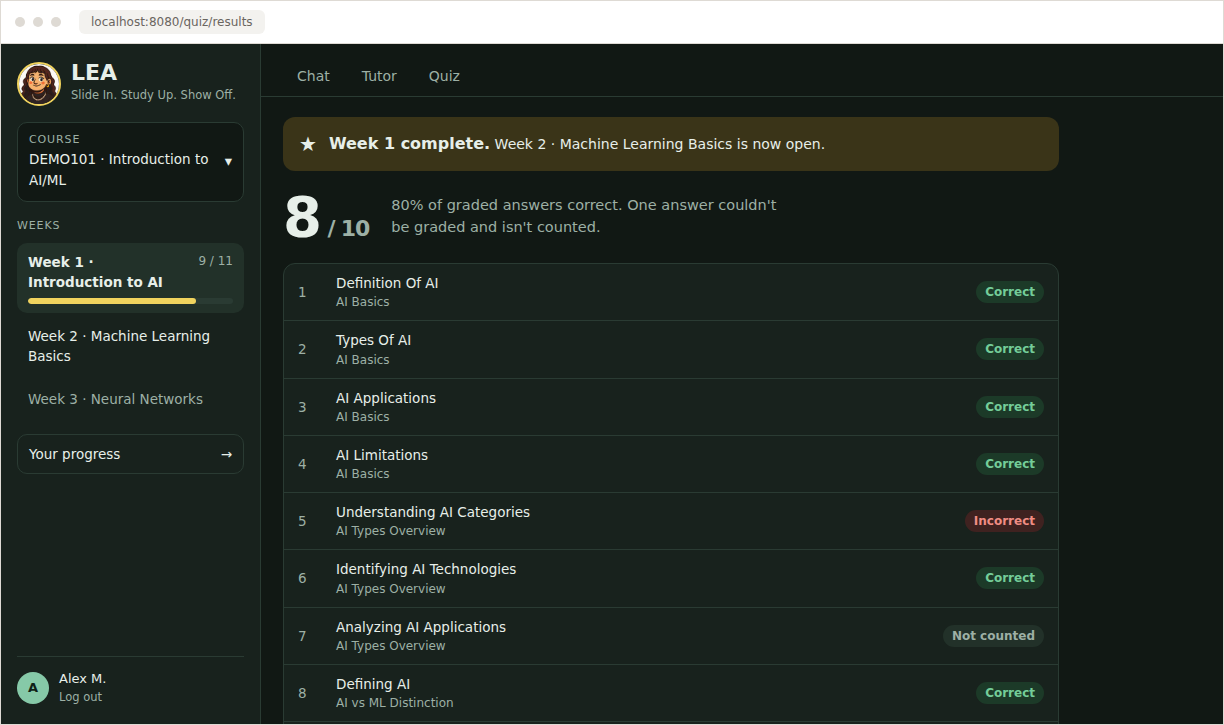 localhost:8080/quiz/results
LEA
Slide In. Study Up. Show Off.
COURSE
DEMO101 · Introduction to
AI/ML
▼
WEEKS
Week 1 ·
Introduction to AI
9 / 11
Week 2 · Machine Learning
Basics
Week 3 · Neural Networks
Your progress →
A
Alex M.
Log out
Chat Tutor Quiz
★ Week 1 complete. Week 2 · Machine Learning Basics is now open.
8 / 10
80% of graded answers correct. One answer couldn't
be graded and isn't counted.
1 Definition Of AI Correct
AI Basics
2 Types Of AI Correct
AI Basics
3 AI Applications Correct
AI Basics
4 AI Limitations Correct
AI Basics
5 Understanding AI Categories Incorrect
AI Types Overview
6 Identifying AI Technologies Correct
AI Types Overview
7 Analyzing AI Applications Not counted
AI Types Overview
8 Defining AI Correct
AI vs ML Distinction